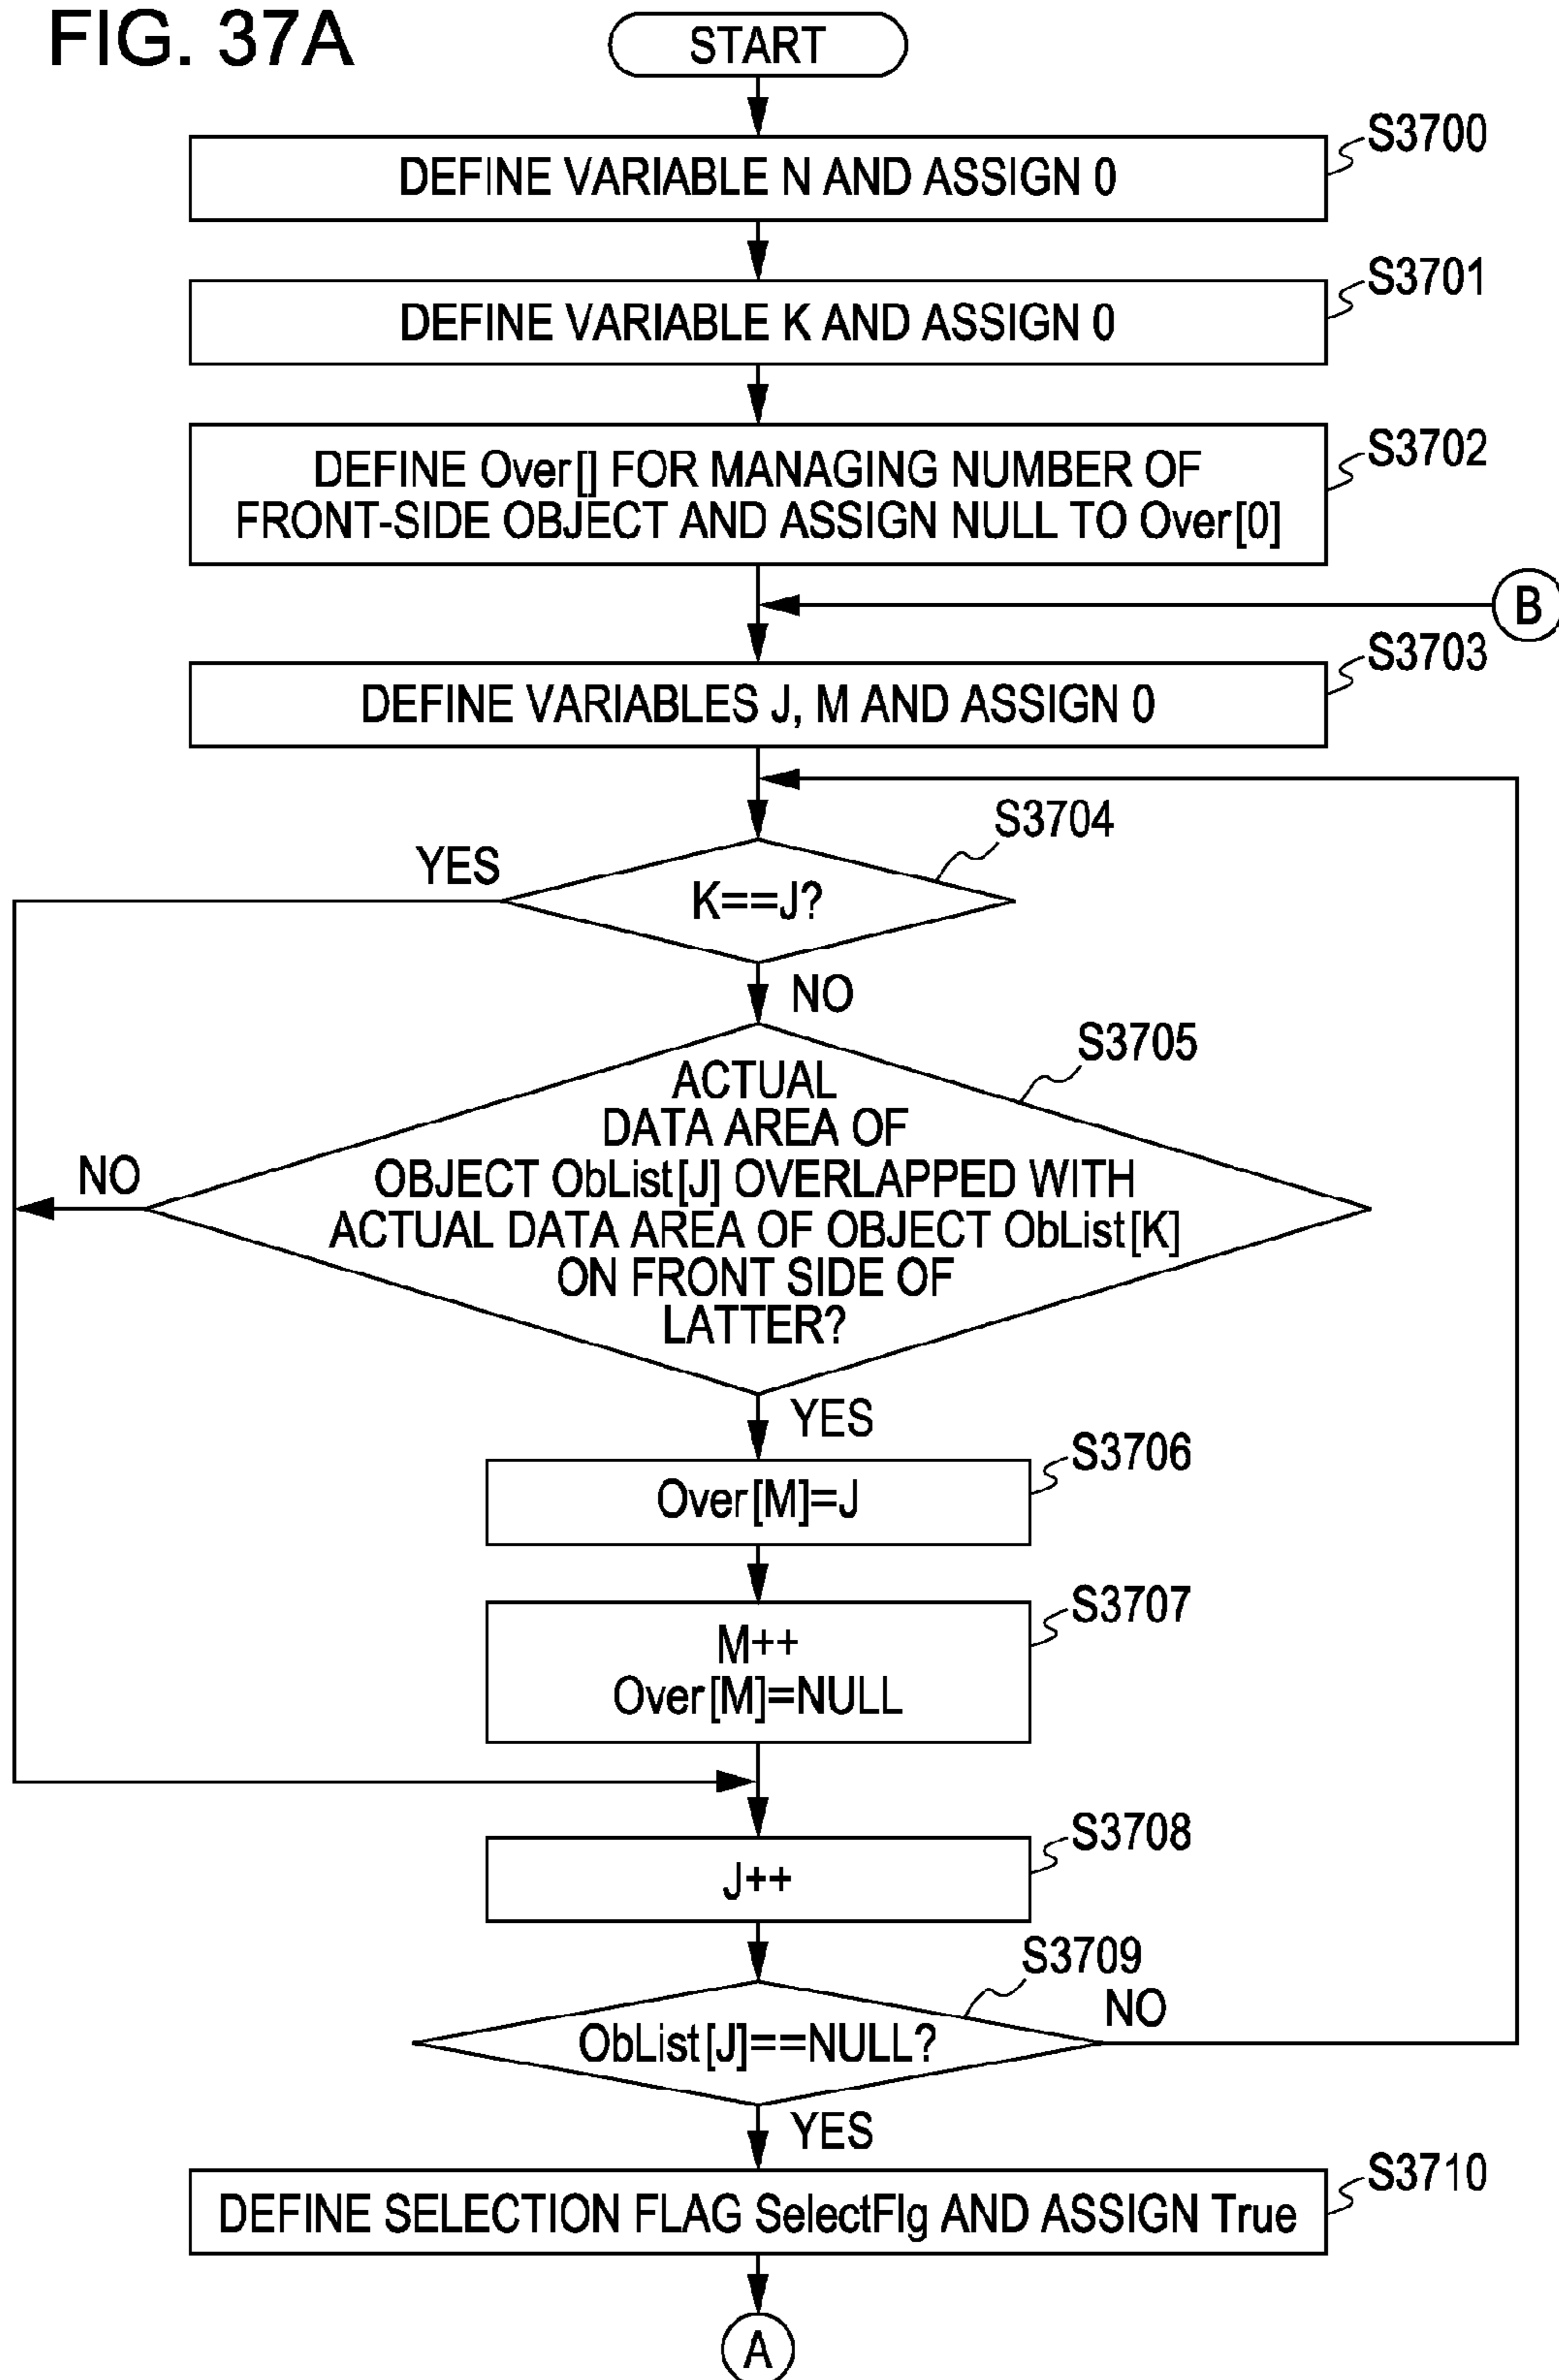 FIG. 37A
START
S3700
DEFINE VARIABLE N AND ASSIGN 0
S3701
DEFINE VARIABLE K AND ASSIGN 0
S3702
DEFINE Over[] FOR MANAGING NUMBER OF
FRONT-SIDE OBJECT AND ASSIGN NULL TO Over[0]
B
S3703
DEFINE VARIABLES J, M AND ASSIGN 0
S3704
YES
K==J?
NO
S3705
ACTUAL
DATA AREA OF
OBJECT ObList[J] OVERLAPPED WITH
ACTUAL DATA AREA OF OBJECT ObList[K]
ON FRONT SIDE OF
LATTER?
NO
YES
S3706
Over[M]=J
S3707
M++
Over[M]=NULL
S3708
J++
S3709
NO
ObList[J]==NULL?
YES
S3710
DEFINE SELECTION FLAG SelectFlg AND ASSIGN True
A